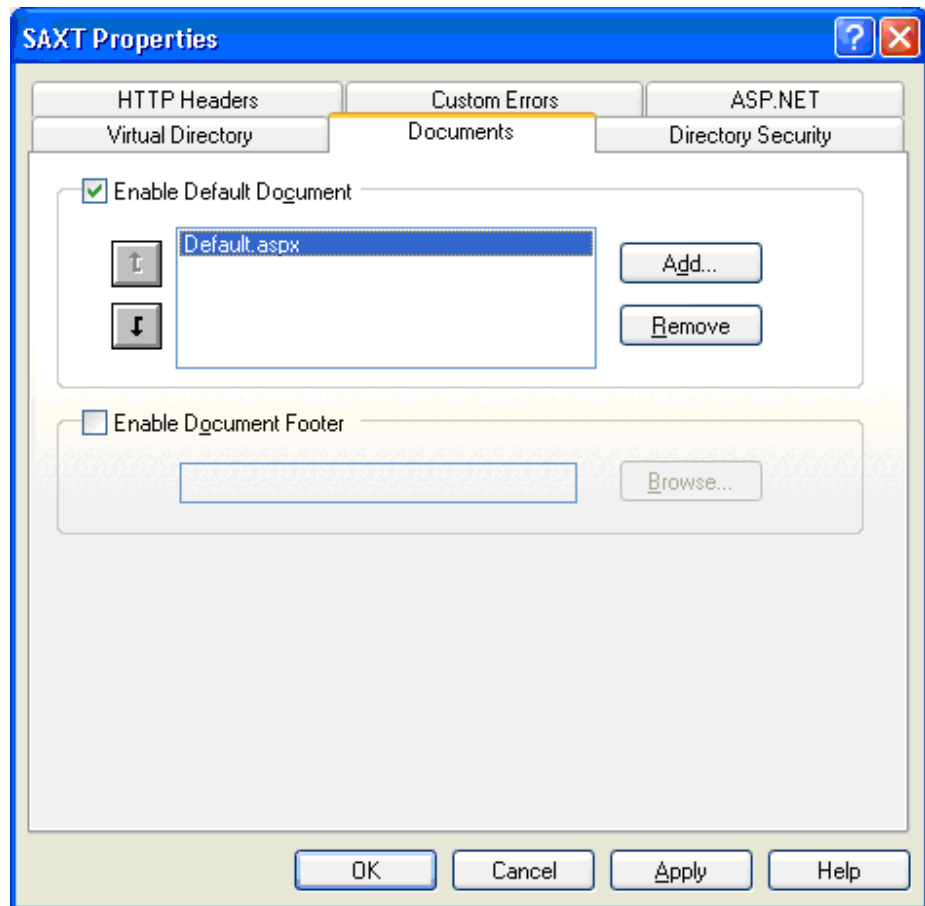 SAXT Properties
HTTP Headers Custom Errors ASP.NET
Virtual Directory Documents Directory Security
Enable Default Document
Default.aspx
Add...
Remove
Enable Document Footer
Browse...
OK Cancel Apply Help